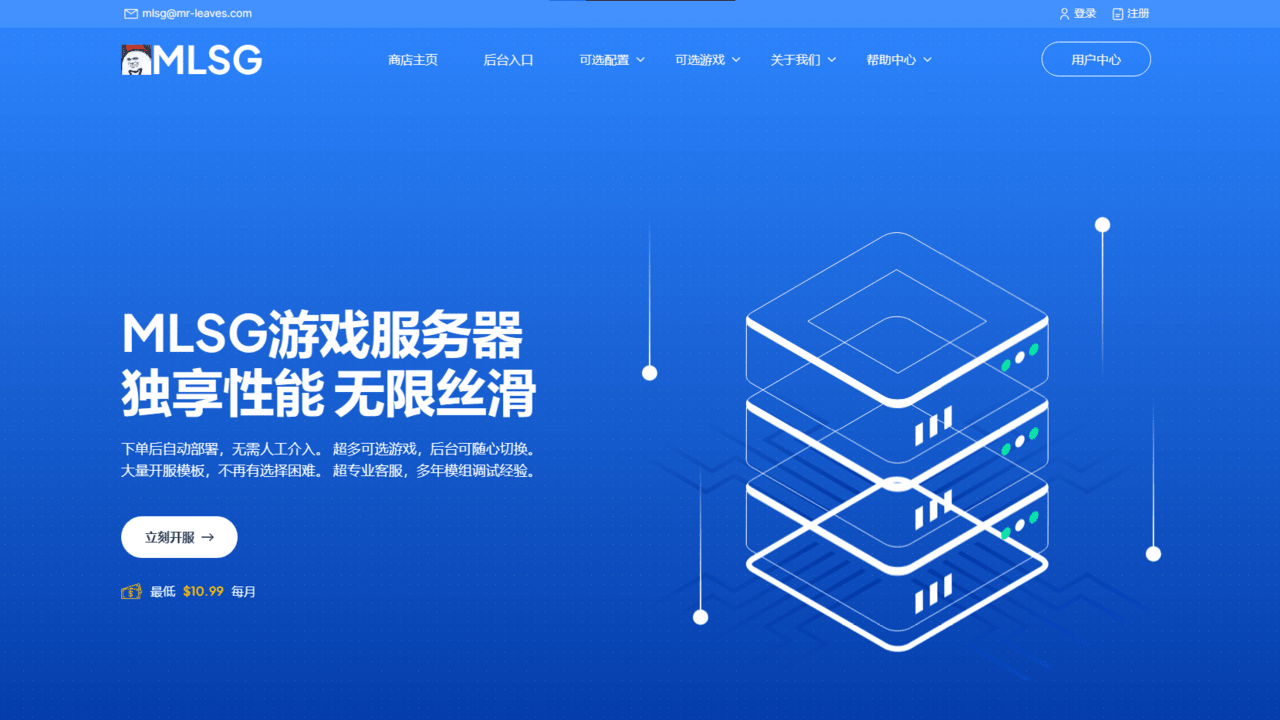 mlsg@mr-leaves.com
登录
注册
MLSG
商店主页
后台入口
可选配置
可选游戏
关于我们
帮助中心
用户中心
MLSG游戏服务器
独享性能 无限丝滑
下单后自动部署，无需人工介入。 超多可选游戏，后台可随心切换。
大量开服模板，不再有选择困难。 超专业客服，多年模组调试经验。
立刻开服 →
最低 $10.99 每月